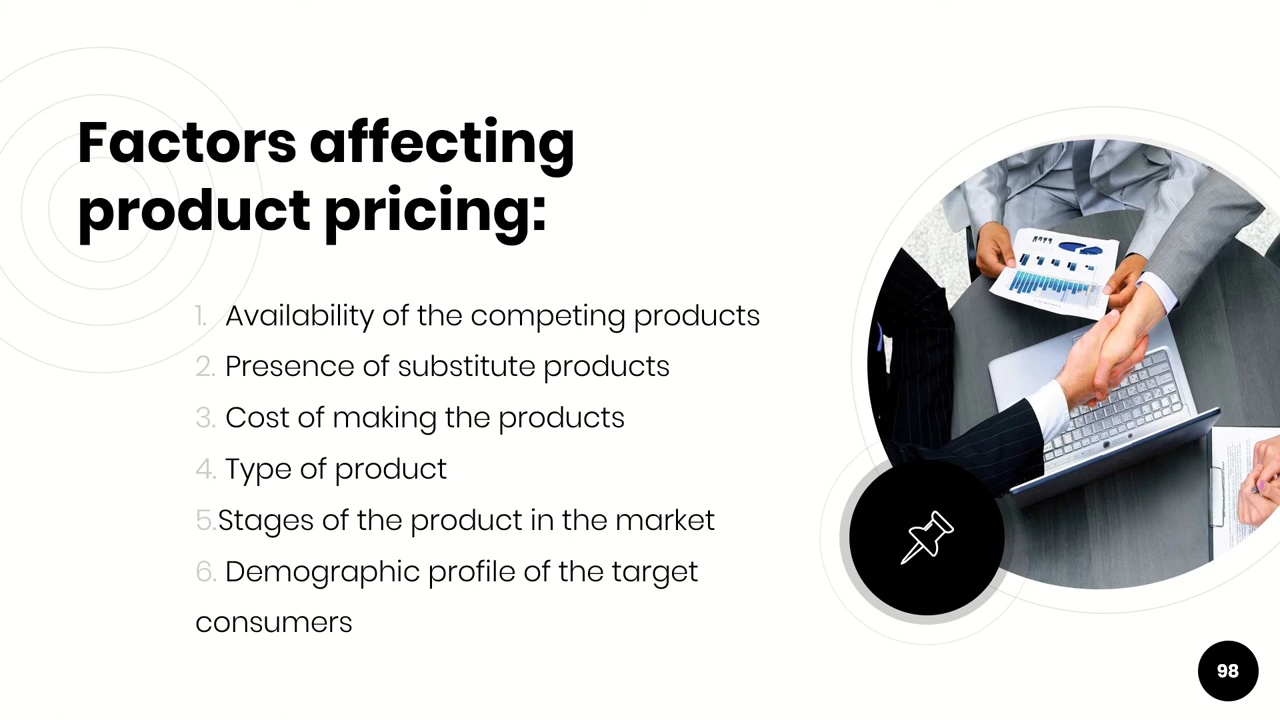 Factors affecting
product pricing:
1. Availability of the competing products
2. Presence of substitute products
3. Cost of making the products
4. Type of product
5.Stages of the product in the market
6. Demographic profile of the target
consumers
98